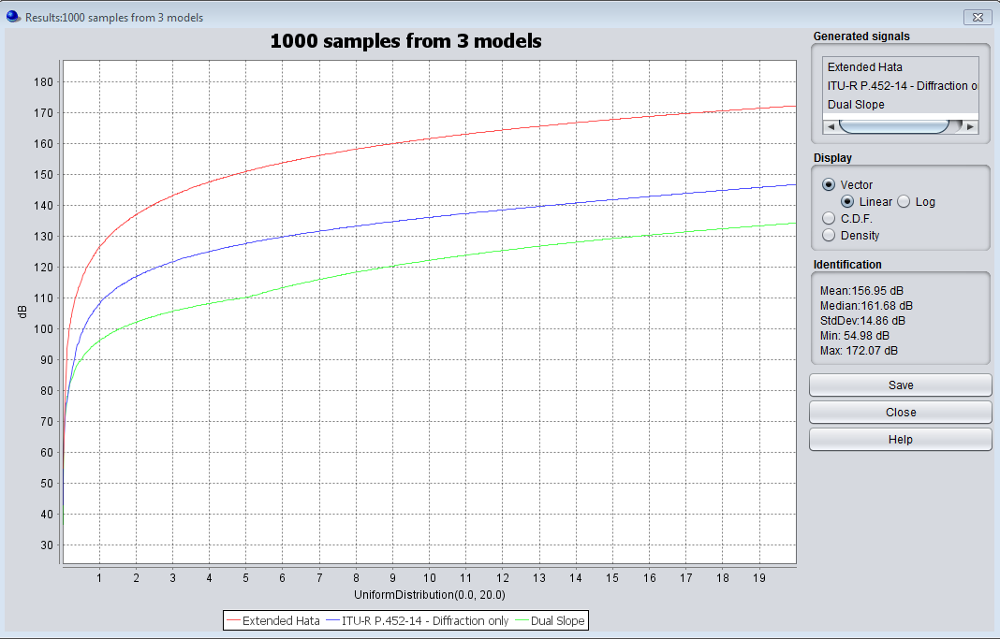 Results:1000 samples from 3 models
1000 samples from 3 models
dB
180
170
160
150
140
130
120
110
100
90
80
70
60
50
40
30
1 2 3 4 5 6 7 8 9 10 11 12 13 14 15 16 17 18 19
UniformDistribution(0.0, 20.0)
Extended Hata ITU-R P.452-14 - Diffraction only Dual Slope
Generated signals
Extended Hata
ITU-R P.452-14 - Diffraction o
Dual Slope
Display
Vector
Linear Log
C.D.F.
Density
Identification
Mean:156.95 dB
Median:161.68 dB
StdDev:14.86 dB
Min: 54.98 dB
Max: 172.07 dB
Save
Close
Help